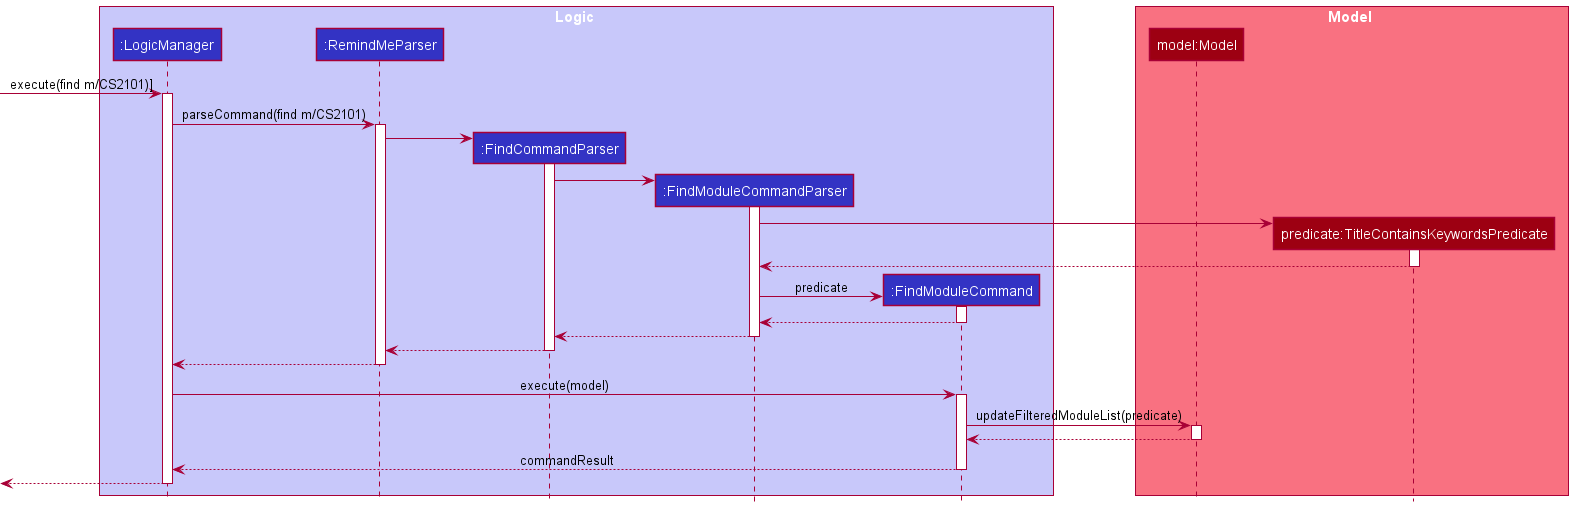 Logic
Model
:LogicManager
:RemindMeParser
model:Model
execute(find m/CS2101)]
parseCommand(find m/CS2101)
:FindCommandParser
:FindModuleCommandParser
predicate:TitleContainsKeywordsPredicate
predicate
:FindModuleCommand
execute(model)
updateFilteredModuleList(predicate)
commandResult